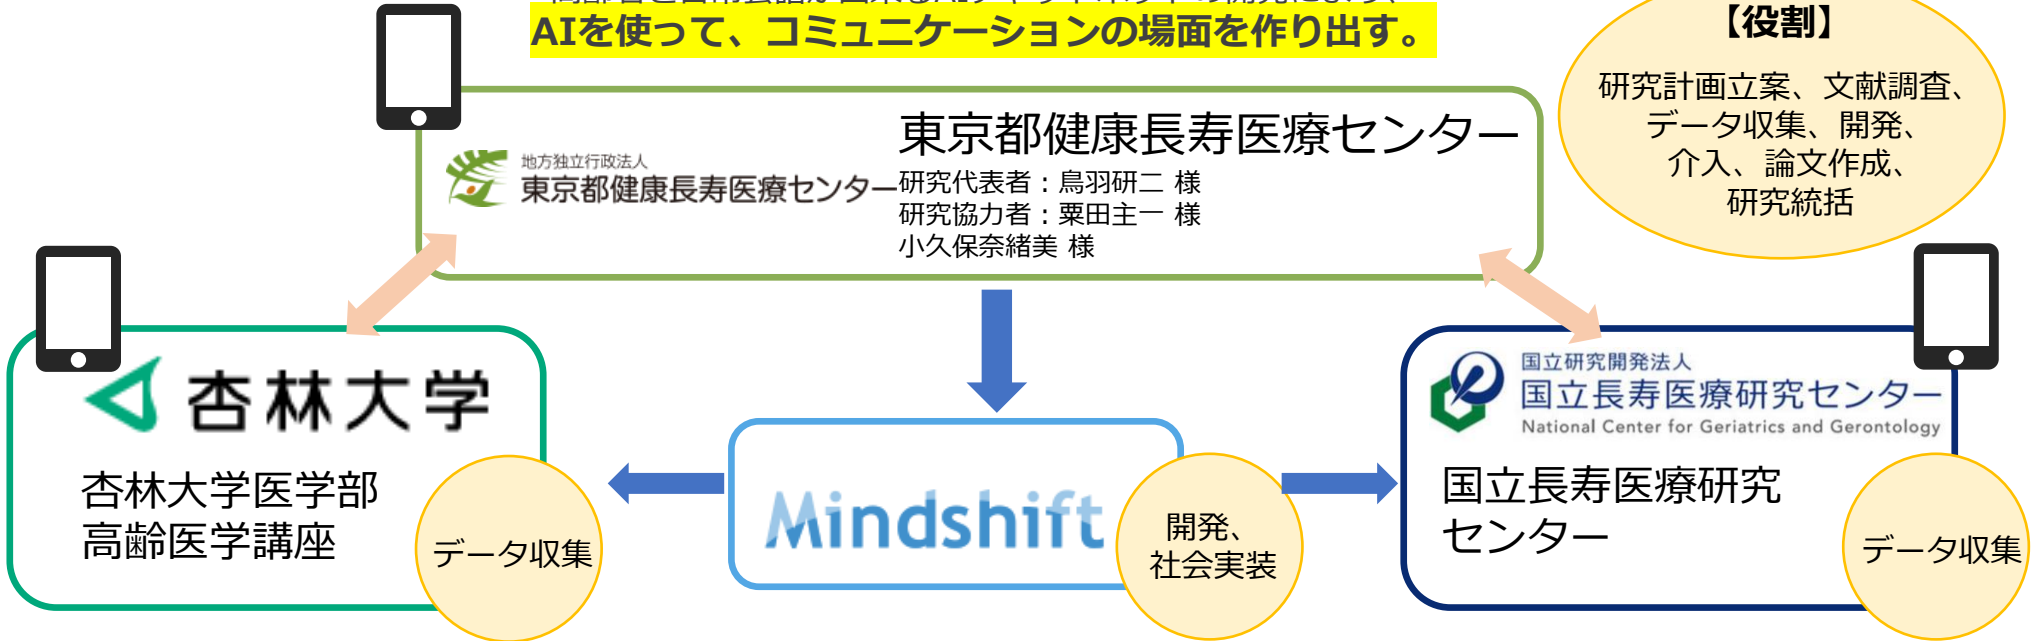 AIを使って、コミュニケーションの場面を作り出す。
【役割】
研究計画立案、文献調査、
データ収集、開発、
介入、論文作成、
研究統括
東京都健康長寿医療センター
地方独立行政法人
東京都健康長寿医療センター
研究代表者：鳥羽研二 様
研究協力者：粟田主一 様
小久保奈緒美 様
杏林大学
杏林大学医学部
高齢医学講座
データ収集
Mindshift
開発、
社会実装
国立研究開発法人
国立長寿医療研究センター
National Center for Geriatrics and Gerontology
国立長寿医療研究
センター
データ収集